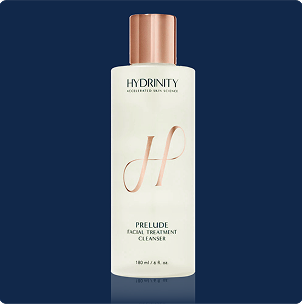 HYDRINITY
ACCELERATED SKIN SCIENCE
H
PRELUDE
FACIAL TREATMENT
CLEANSER
180 ml / 6 fl. oz.